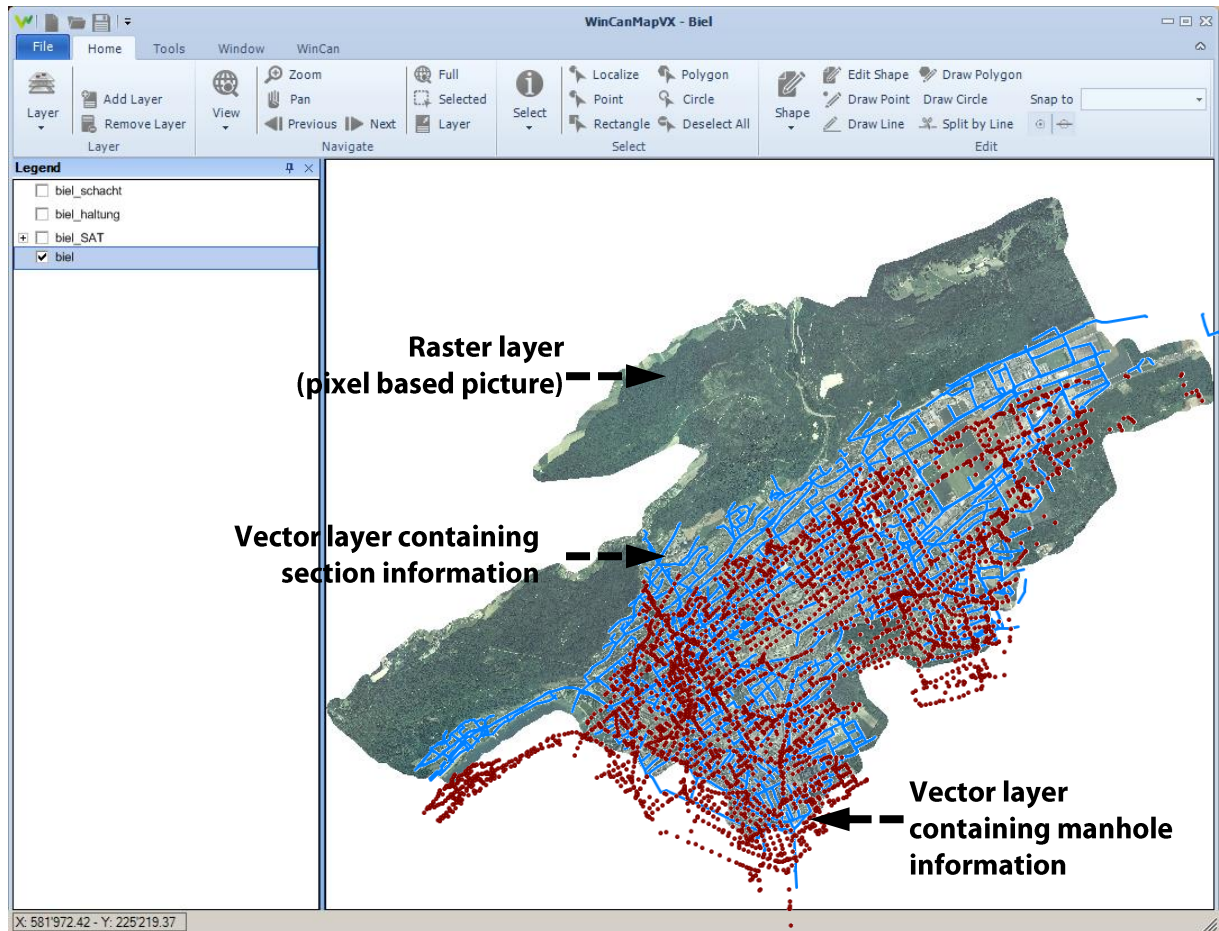 WinCanMapVX - Biel
File Home Tools Window WinCan
Layer
Add Layer
Remove Layer
Layer
View
Zoom
Pan
Previous Next
Full
Selected
Layer
Navigate
Select
Localize Polygon
Point Circle
Rectangle Deselect All
Select
Shape
Edit Shape Draw Polygon
Draw Point Draw Circle
Draw Line Split by Line
Snap to
Edit
Legend
biel_schacht
biel_haltung
biel_SAT
biel
Raster layer
(pixel based picture)
Vector layer containing
section information
Vector layer
containing manhole
information
X: 581'972.42 - Y: 225'219.37